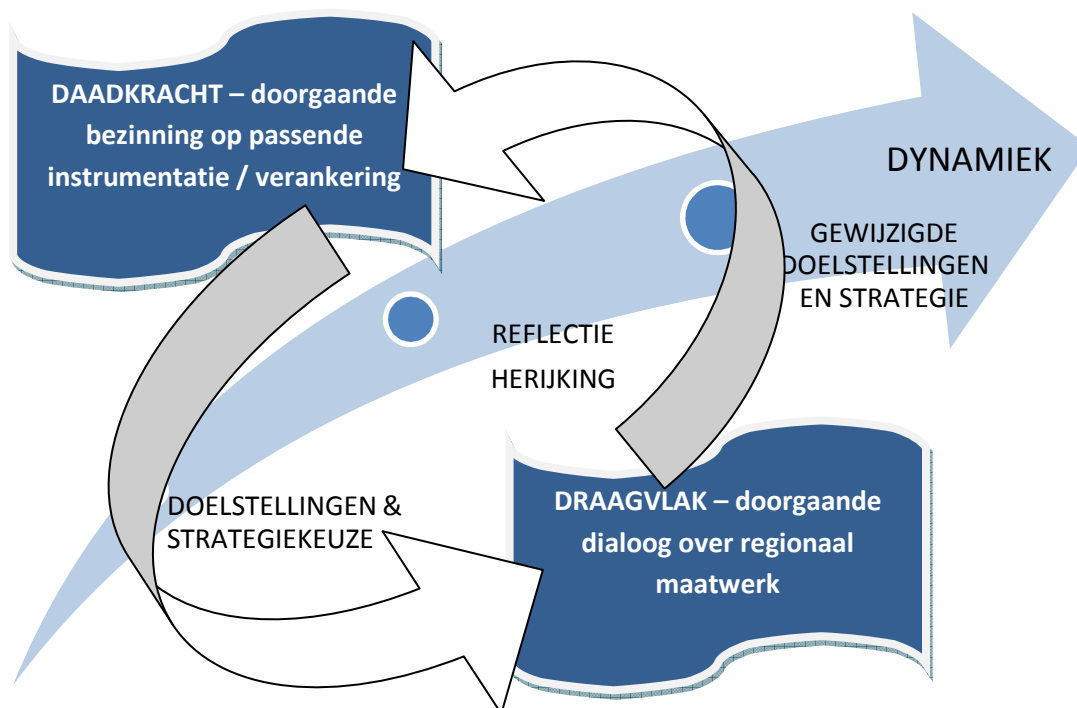 DAADKRACHT – doorgaande
bezinning op passende
instrumentatie / verankering
DYNAMIEK
GEWIJZIGDE
DOELSTELLINGEN
EN STRATEGIE
REFLECTIE
HERIJKING
DOELSTELLINGEN &
STRATEGIEKEUZE
DRAAGVLAK – doorgaande
dialoog over regionaal
maatwerk